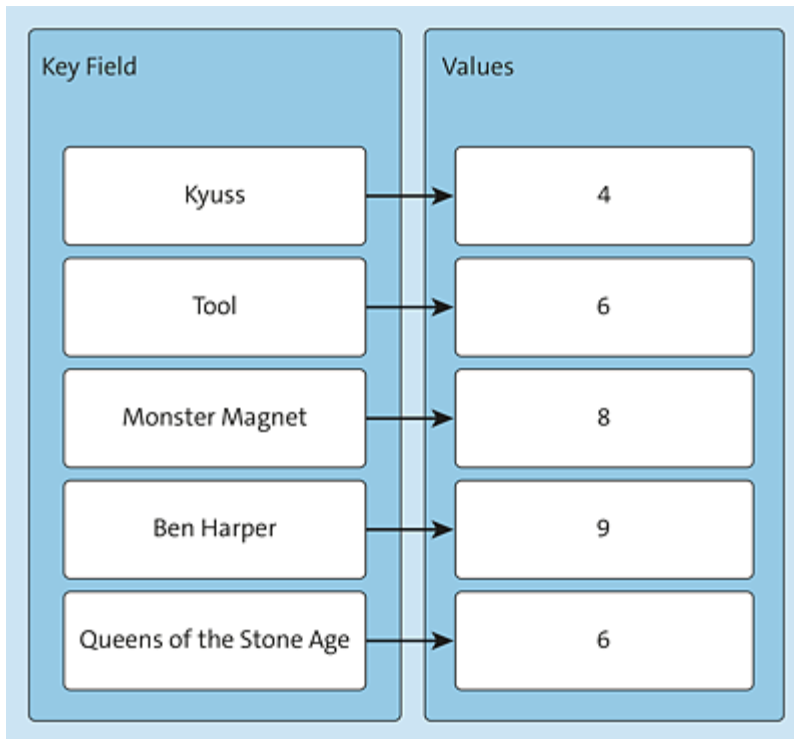 Key Field
Values
Kyuss
4
Tool
6
Monster Magnet
8
Ben Harper
9
Queens of the Stone Age
6